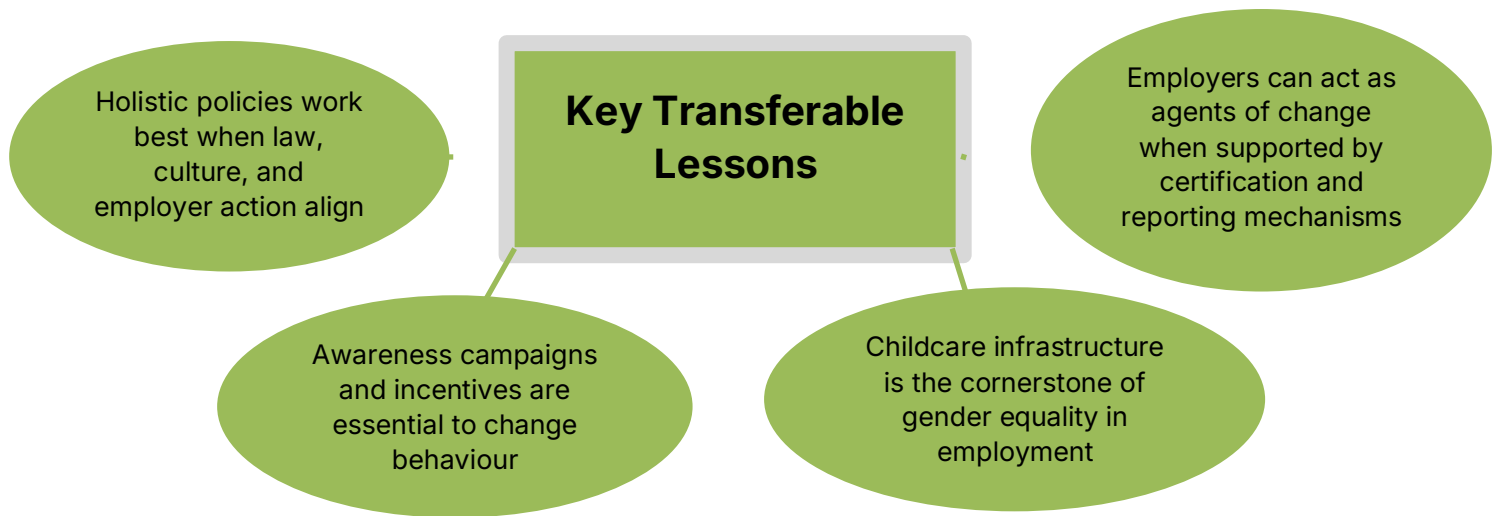 Key Transferable
Lessons
Holistic policies work
best when law,
culture, and
employer action align
Employers can act as
agents of change
when supported by
certification and
reporting mechanisms
Awareness campaigns
and incentives are
essential to change
behaviour
Childcare infrastructure
is the cornerstone of
gender equality in
employment